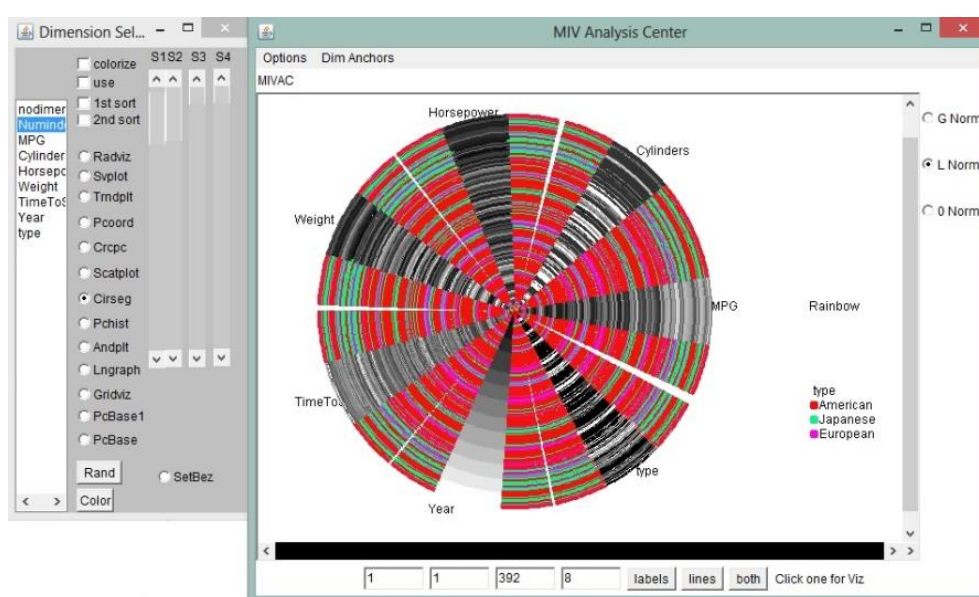 Dimension Sel...
colorize
use
1st sort
2nd sort
S1S2 S3 S4
nodimer
Numind
MPG
Cylinder
Horsepc
Weight
TimeToS
Year
type
Radviz
Svplot
Trndplt
Pcoord
Crcpc
Scatplot
Cirseg
Pchist
Andplt
Lngraph
Gridviz
PcBase1
PcBase
Rand
SetBez
Color
MIV Analysis Center
Options Dim Anchors
MIVAC
Horsepower
Cylinders
Weight
MPG
Rainbow
TimeToS
type
American
Japanese
European
type
Year
G Norm
L Norm
0 Norm
1 1 392 8 labels lines both Click one for Viz